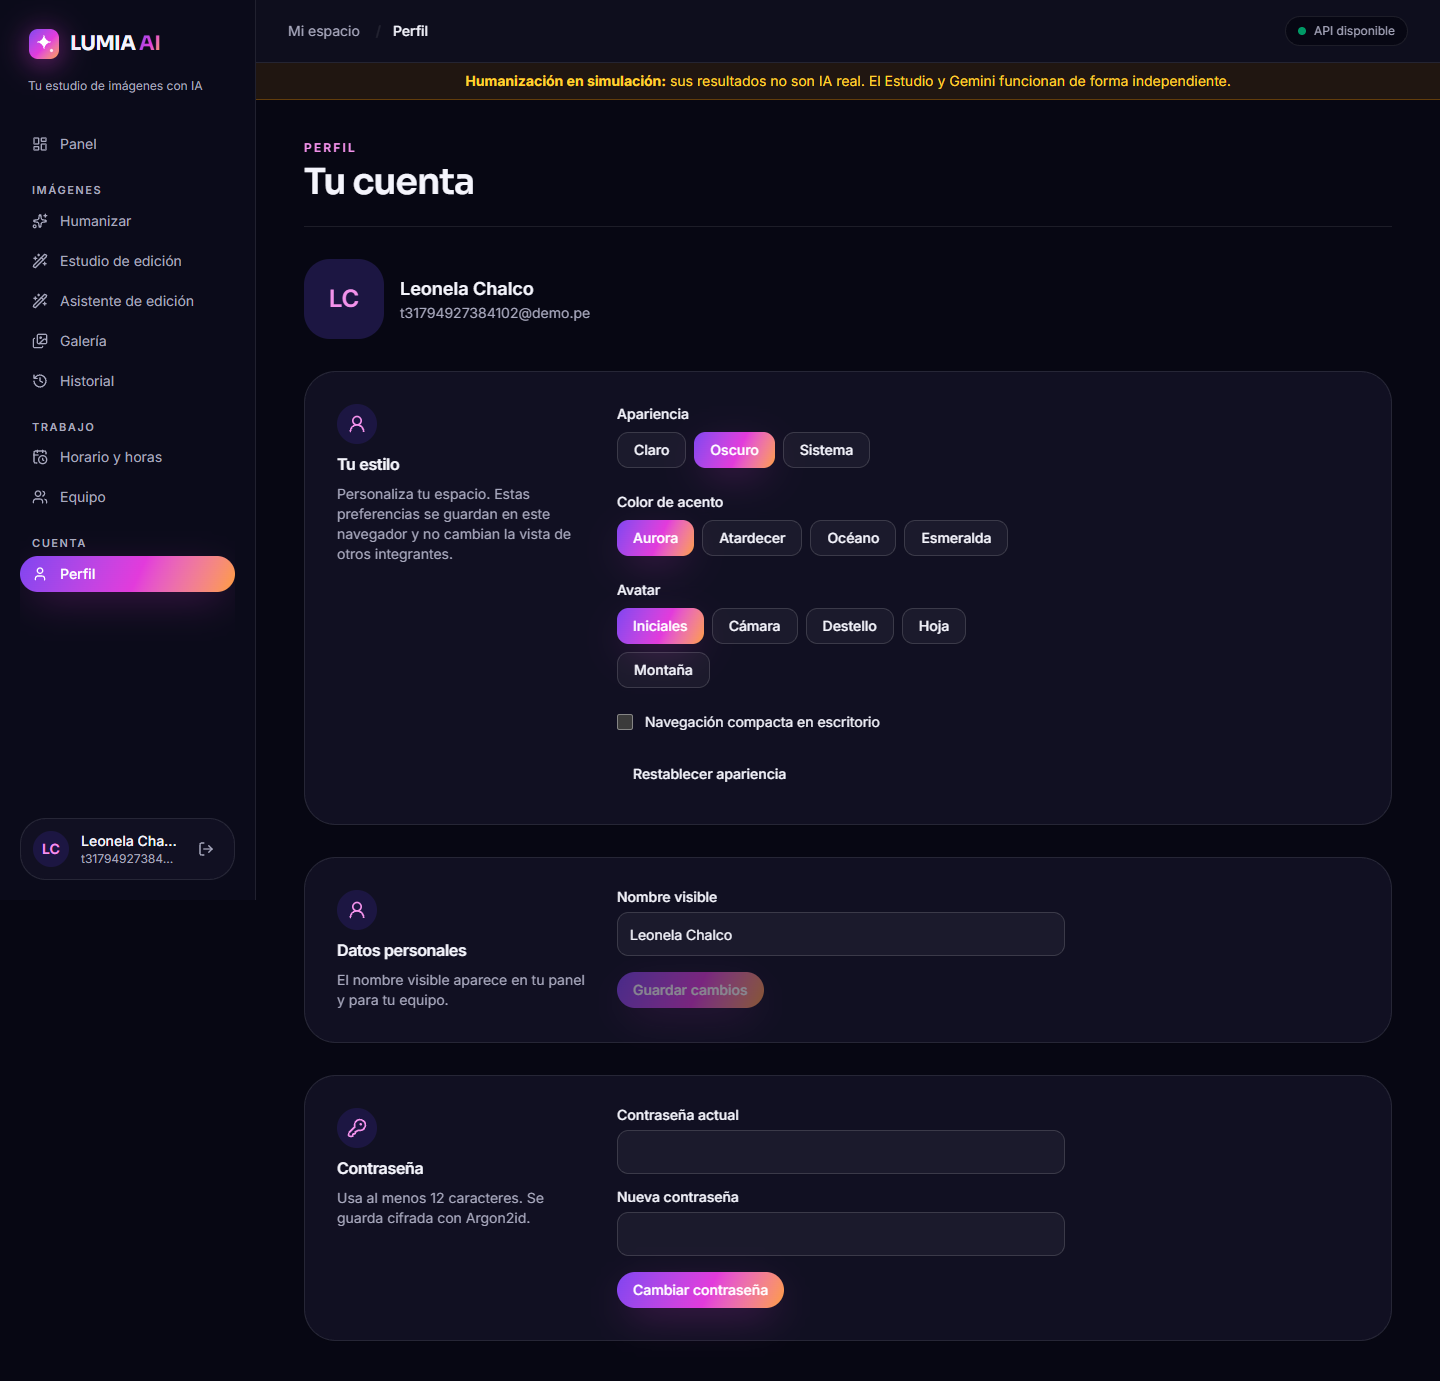 LUMIA AI
Tu estudio de imágenes con IA
Panel
IMÁGENES
Humanizar
Estudio de edición
Asistente de edición
Galería
Historial
TRABAJO
Horario y horas
Equipo
CUENTA
Perfil
LC
Leonela Cha...
t31794927384...
Mi espacio / Perfil
API disponible
Humanización en simulación: sus resultados no son IA real. El Estudio y Gemini funcionan de forma independiente.
PERFIL
Tu cuenta
LC
Leonela Chalco
t31794927384102@demo.pe
Tu estilo
Personaliza tu espacio. Estas
preferencias se guardan en este
navegador y no cambian la vista de
otros integrantes.
Apariencia
Claro Oscuro Sistema
Color de acento
Aurora Atardecer Océano Esmeralda
Avatar
Iniciales Cámara Destello Hoja
Montaña
Navegación compacta en escritorio
Restablecer apariencia
Datos personales
El nombre visible aparece en tu panel
y para tu equipo.
Nombre visible
Leonela Chalco
Guardar cambios
Contraseña
Usa al menos 12 caracteres. Se
guarda cifrada con Argon2id.
Contraseña actual
Nueva contraseña
Cambiar contraseña